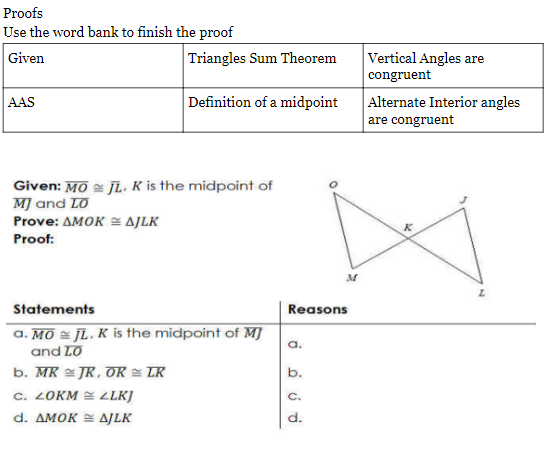 Proofs
Use the word bank to finish the proof
Given
Triangles Sum Theorem
Vertical Angles are
congruent
AAS
Definition of a midpoint
Alternate Interior angles
are congruent
Given: MO ≅ JL, K is the midpoint of
MJ and LO
Prove: ΔMOK ≅ ΔJLK
Proof:
O
J
K
M
L
Statements
Reasons
a. MO ≅ JL, K is the midpoint of MJ
and LO
a.
b. MK ≅ JK, OK ≅ LK
b.
c. ∠OKM ≅ ∠LKJ
c.
d. ΔMOK ≅ ΔJLK
d.